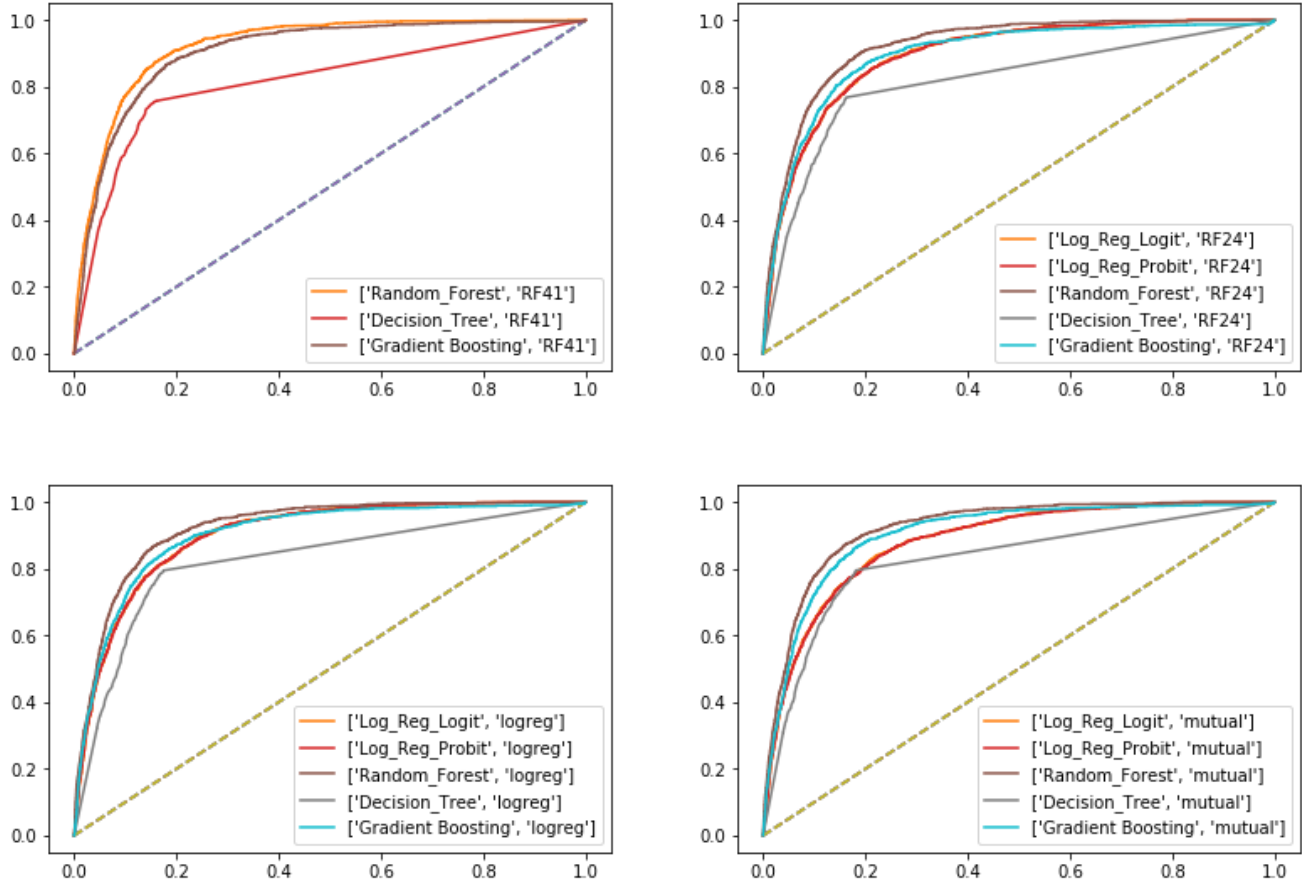 1.0
0.8
0.6
0.4
0.2
0.0
0.0 0.2 0.4 0.6 0.8 1.0
['Random_Forest', 'RF41']
['Decision_Tree', 'RF41']
['Gradient Boosting', 'RF41']
1.0
0.8
0.6
0.4
0.2
0.0
0.0 0.2 0.4 0.6 0.8 1.0
['Log_Reg_Logit', 'RF24']
['Log_Reg_Probit', 'RF24']
['Random_Forest', 'RF24']
['Decision_Tree', 'RF24']
['Gradient Boosting', 'RF24']
1.0
0.8
0.6
0.4
0.2
0.0
0.0 0.2 0.4 0.6 0.8 1.0
['Log_Reg_Logit', 'logreg']
['Log_Reg_Probit', 'logreg']
['Random_Forest', 'logreg']
['Decision_Tree', 'logreg']
['Gradient Boosting', 'logreg']
1.0
0.8
0.6
0.4
0.2
0.0
0.0 0.2 0.4 0.6 0.8 1.0
['Log_Reg_Logit', 'mutual']
['Log_Reg_Probit', 'mutual']
['Random_Forest', 'mutual']
['Decision_Tree', 'mutual']
['Gradient Boosting', 'mutual']